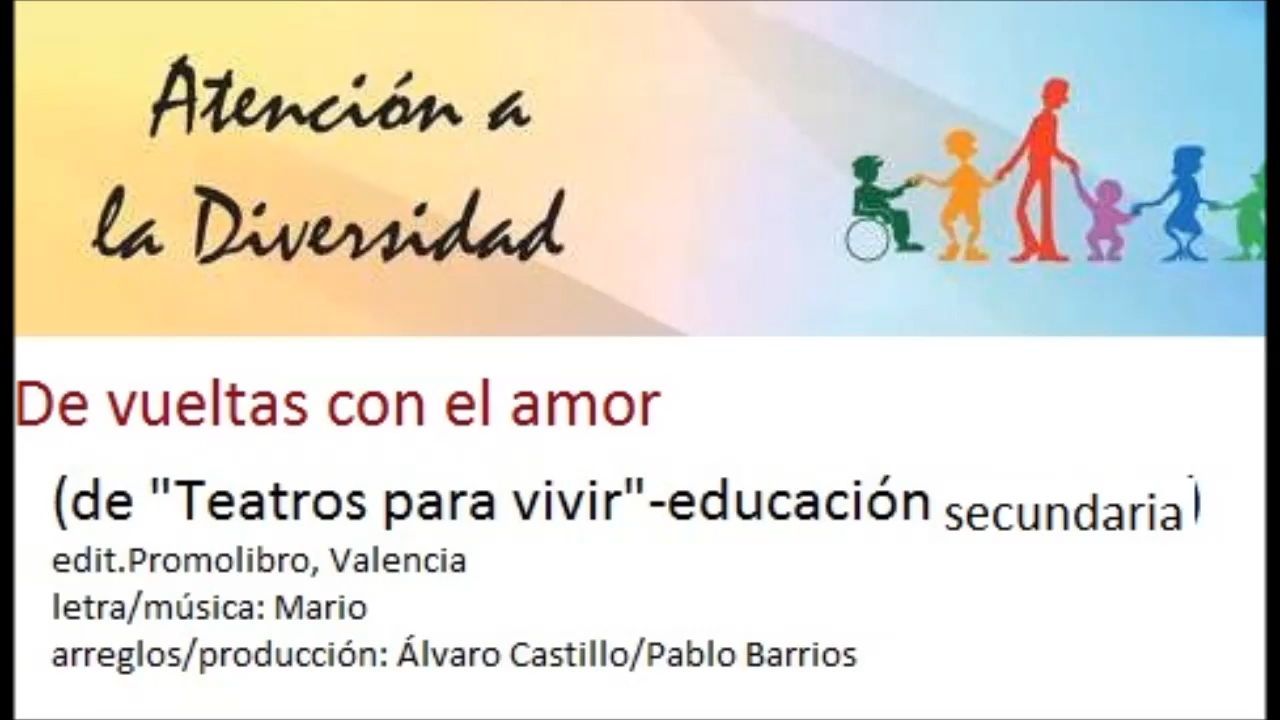 Atención a
la Diversidad
De vueltas con el amor
(de "Teatros para vivir"-educación secundaria)
edit.Promolibro, Valencia
letra/música: Mario
arreglos/producción: Álvaro Castillo/Pablo Barrios